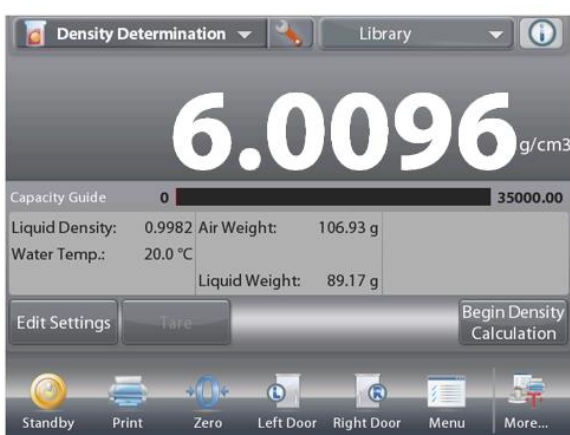 Density Determination
Library
6.0096 g/cm3
Capacity Guide 0 35000.00
Liquid Density: 0.9982 Air Weight: 106.93 g
Water Temp.: 20.0 °C
Liquid Weight: 89.17 g
Edit Settings
Tare
Begin Density
Calculation
L
R
Standby Print Zero Left Door Right Door Menu More...